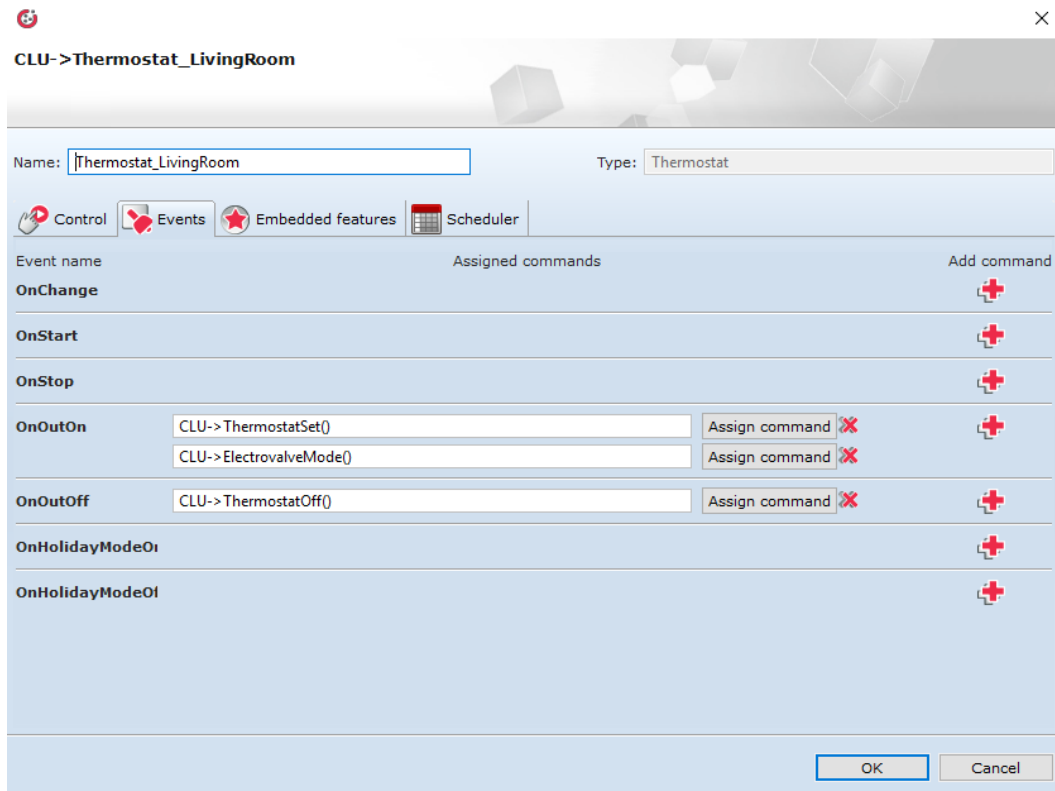 CLU->Thermostat_LivingRoom
Name: Thermostat_LivingRoom Type: Thermostat
Control Events Embedded features Scheduler
Event name Assigned commands Add command
OnChange
OnStart
OnStop
OnOutOn CLU->ThermostatSet() Assign command
CLU->ElectrovalveMode() Assign command
OnOutOff CLU->ThermostatOff() Assign command
OnHolidayModeOn
OnHolidayModeOf
OK Cancel